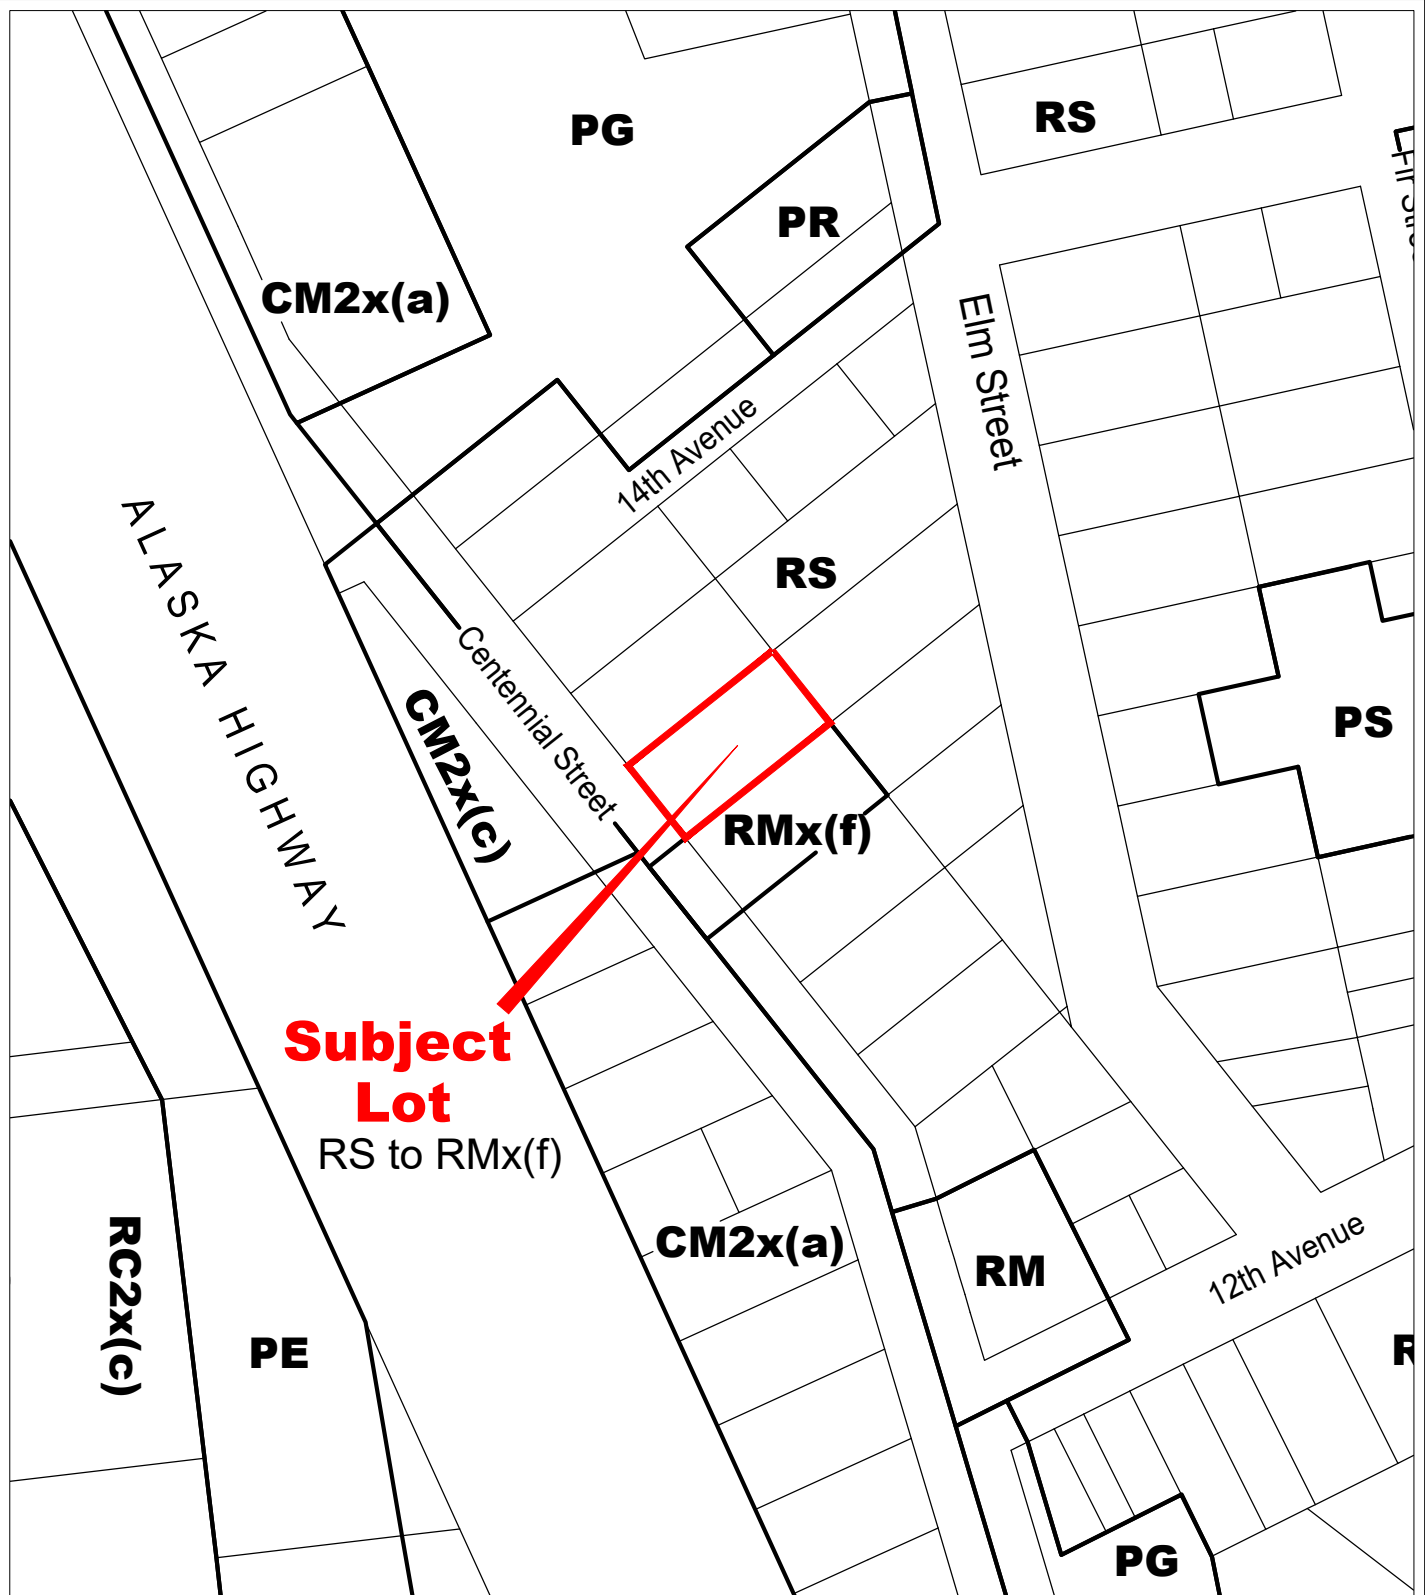 PG
RS
PR
CM2x(a)
Elm Street
14th Avenue
ALASKA HIGHWAY
RS
Centennial Street
CM2x(c)
PS
RMx(f)
Subject
Lot
RS to RMx(f)
CM2x(a)
RM
12th Avenue
RC2x(c)
PE
PG